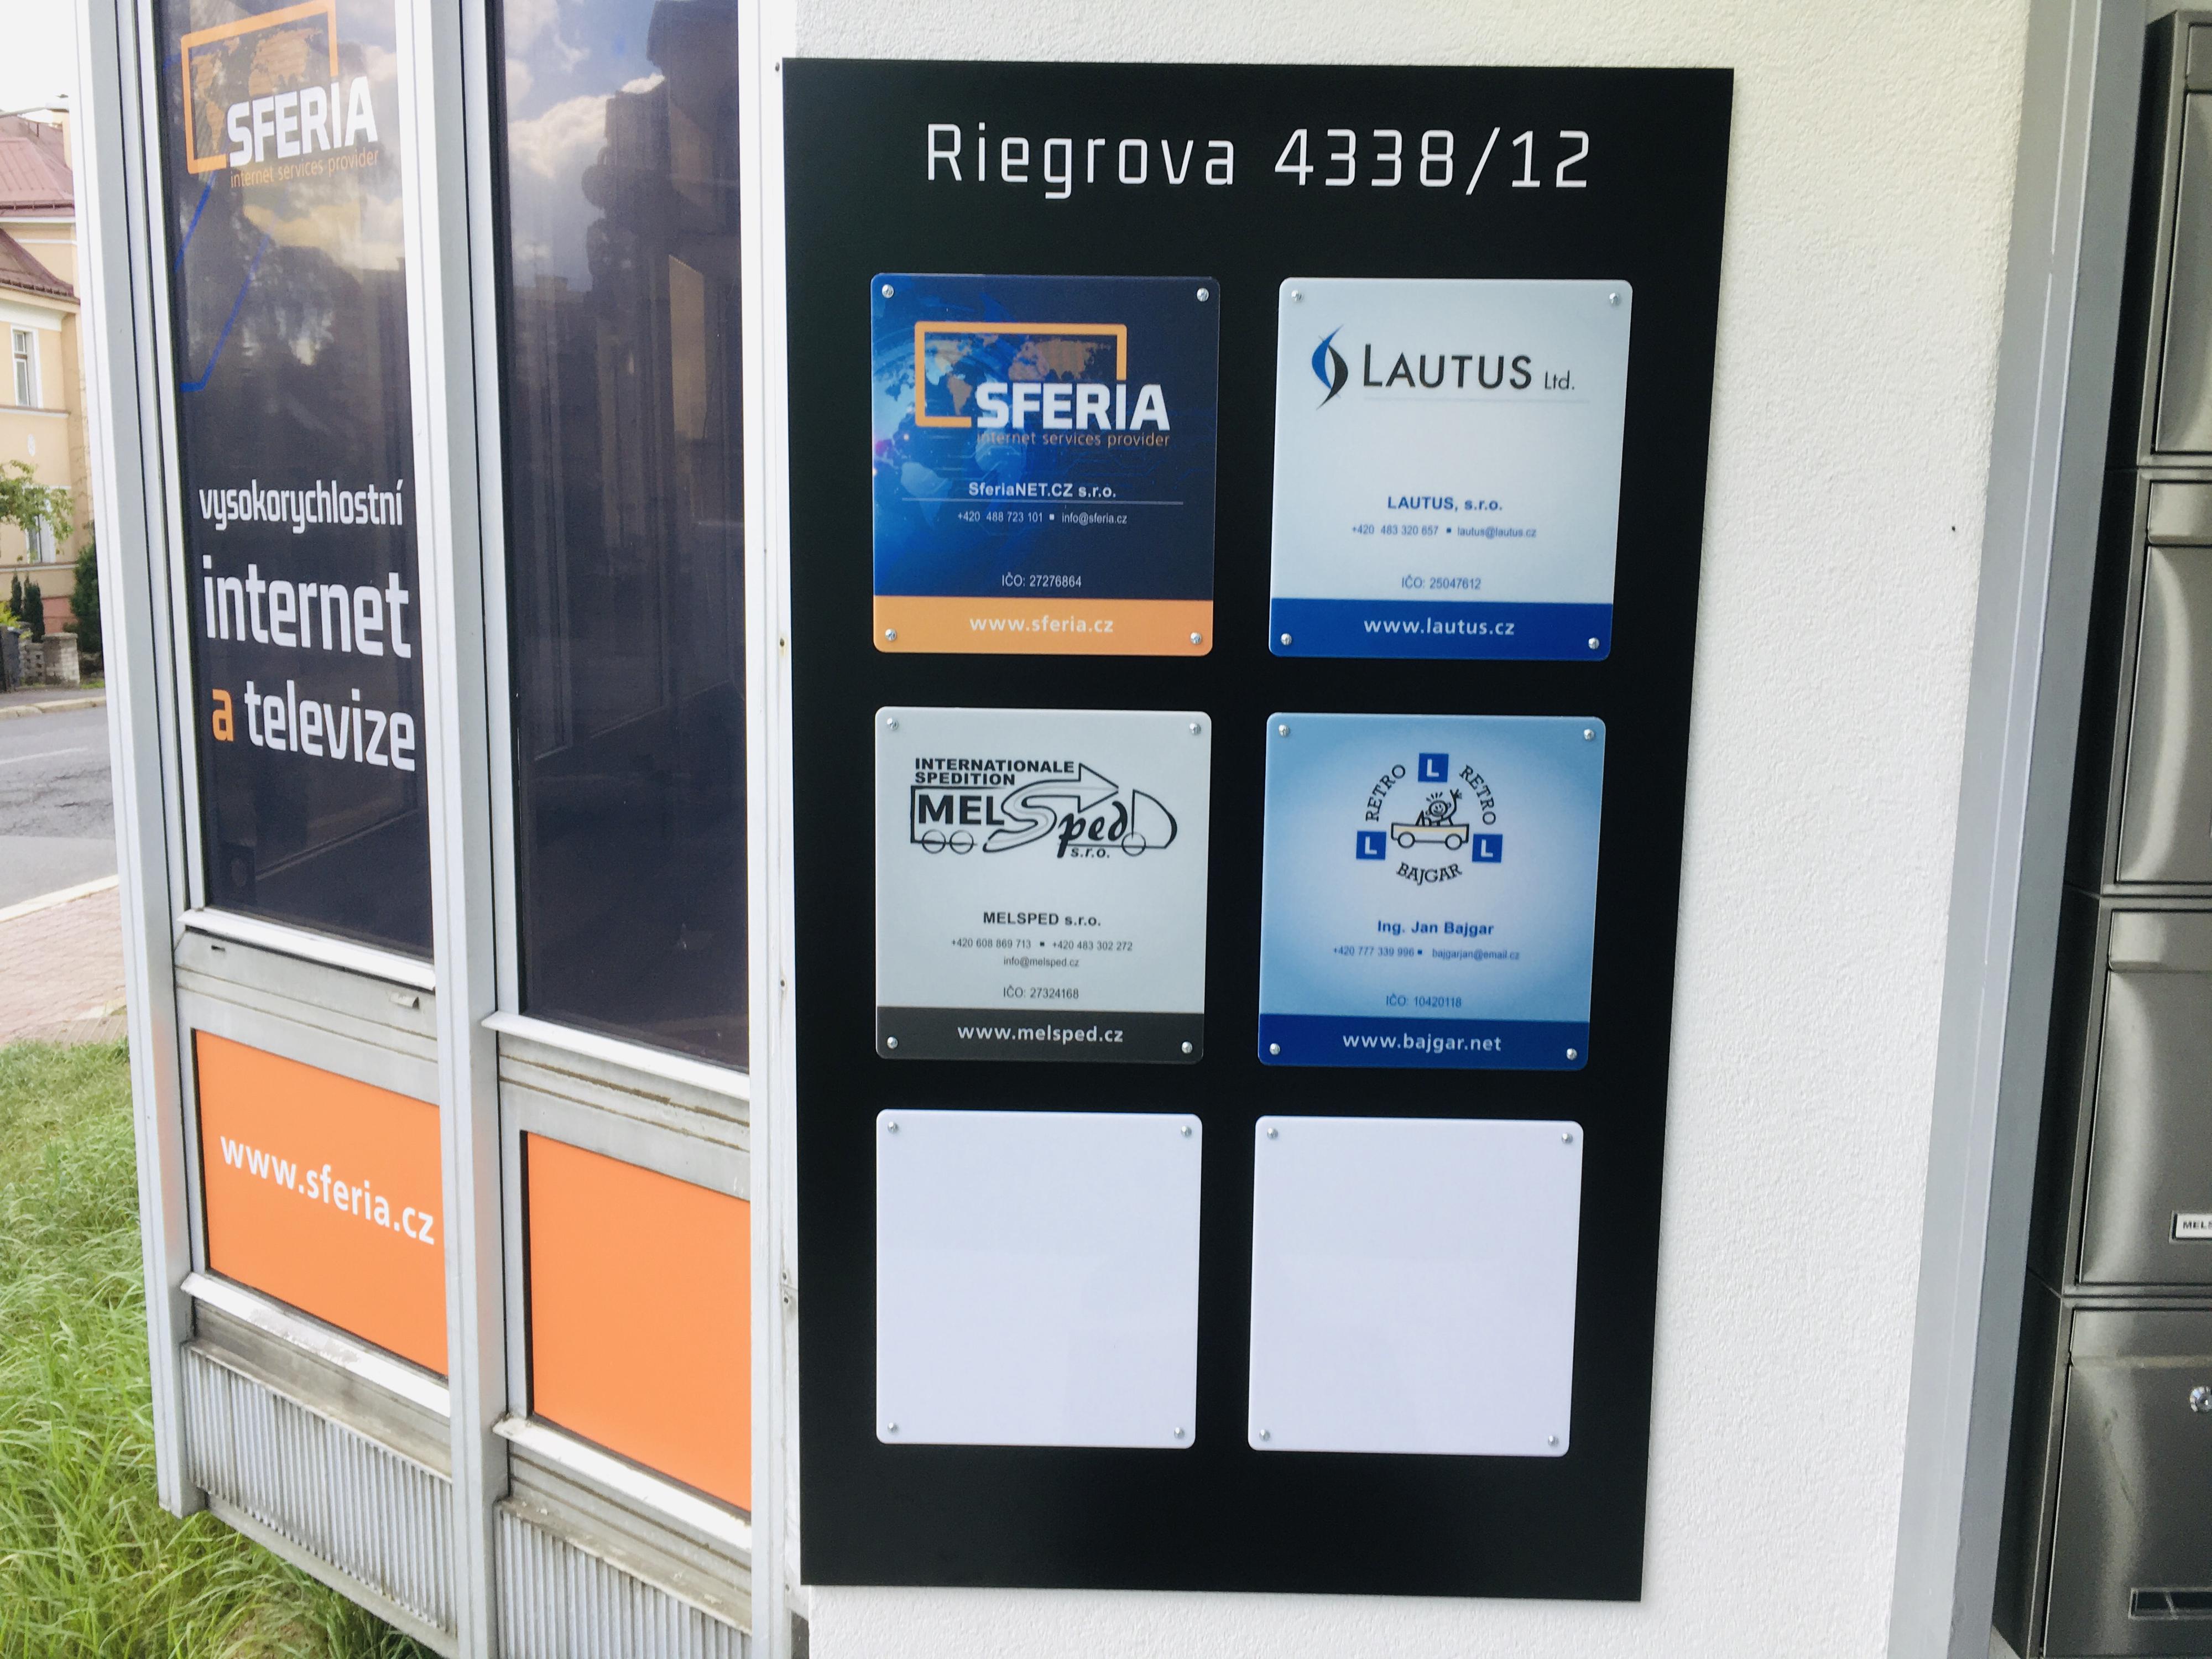 SFERIA
internet services provider
vysokorychlostní
internet
a televize
www.sferia.cz
Riegrova 4338/12
SFERIA
internet services provider
SferiaNET.CZ s.r.o.
+420 488 723 101 ▪ info@sferia.cz
IČO: 27276864
www.sferia.cz
LAUTUS Ltd.
LAUTUS, s.r.o.
+420 483 320 657 ▪ lautus@lautus.cz
IČO: 25047612
www.lautus.cz
INTERNATIONALE
SPEDITION
MELSped
s.r.o.
MELSPED s.r.o.
+420 608 869 713 ▪ +420 483 302 272
info@melsped.cz
IČO: 27324168
www.melsped.cz
L
RETRO RETRO
L L
BAJGAR
Ing. Jan Bajgar
+420 777 339 996 ▪ bajgarjan@email.cz
IČO: 10420118
www.bajgar.net